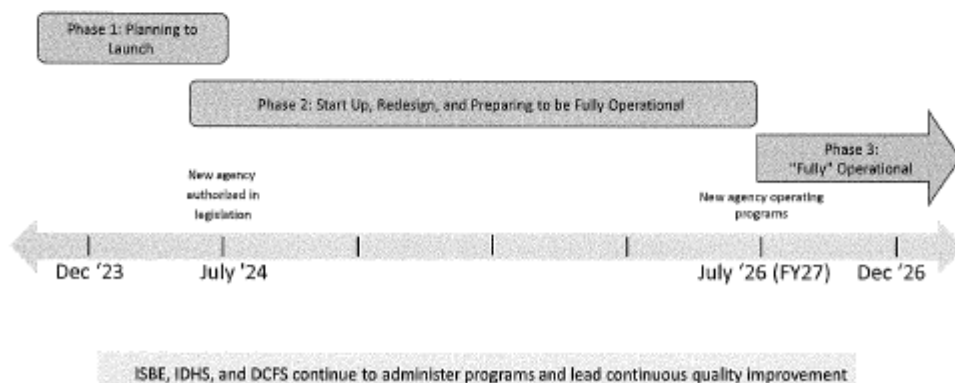 Phase 1: Planning to
Launch
Phase 2: Start Up, Redesign, and Preparing to be Fully Operational
Phase 3:
"Fully" Operational
New agency
authorized in
legislation
New agency operating
programs
Dec '23
July '24
July '26 (FY27)
Dec '26
ISBE, IDHS, and DCFS continue to administer programs and lead continuous quality improvement